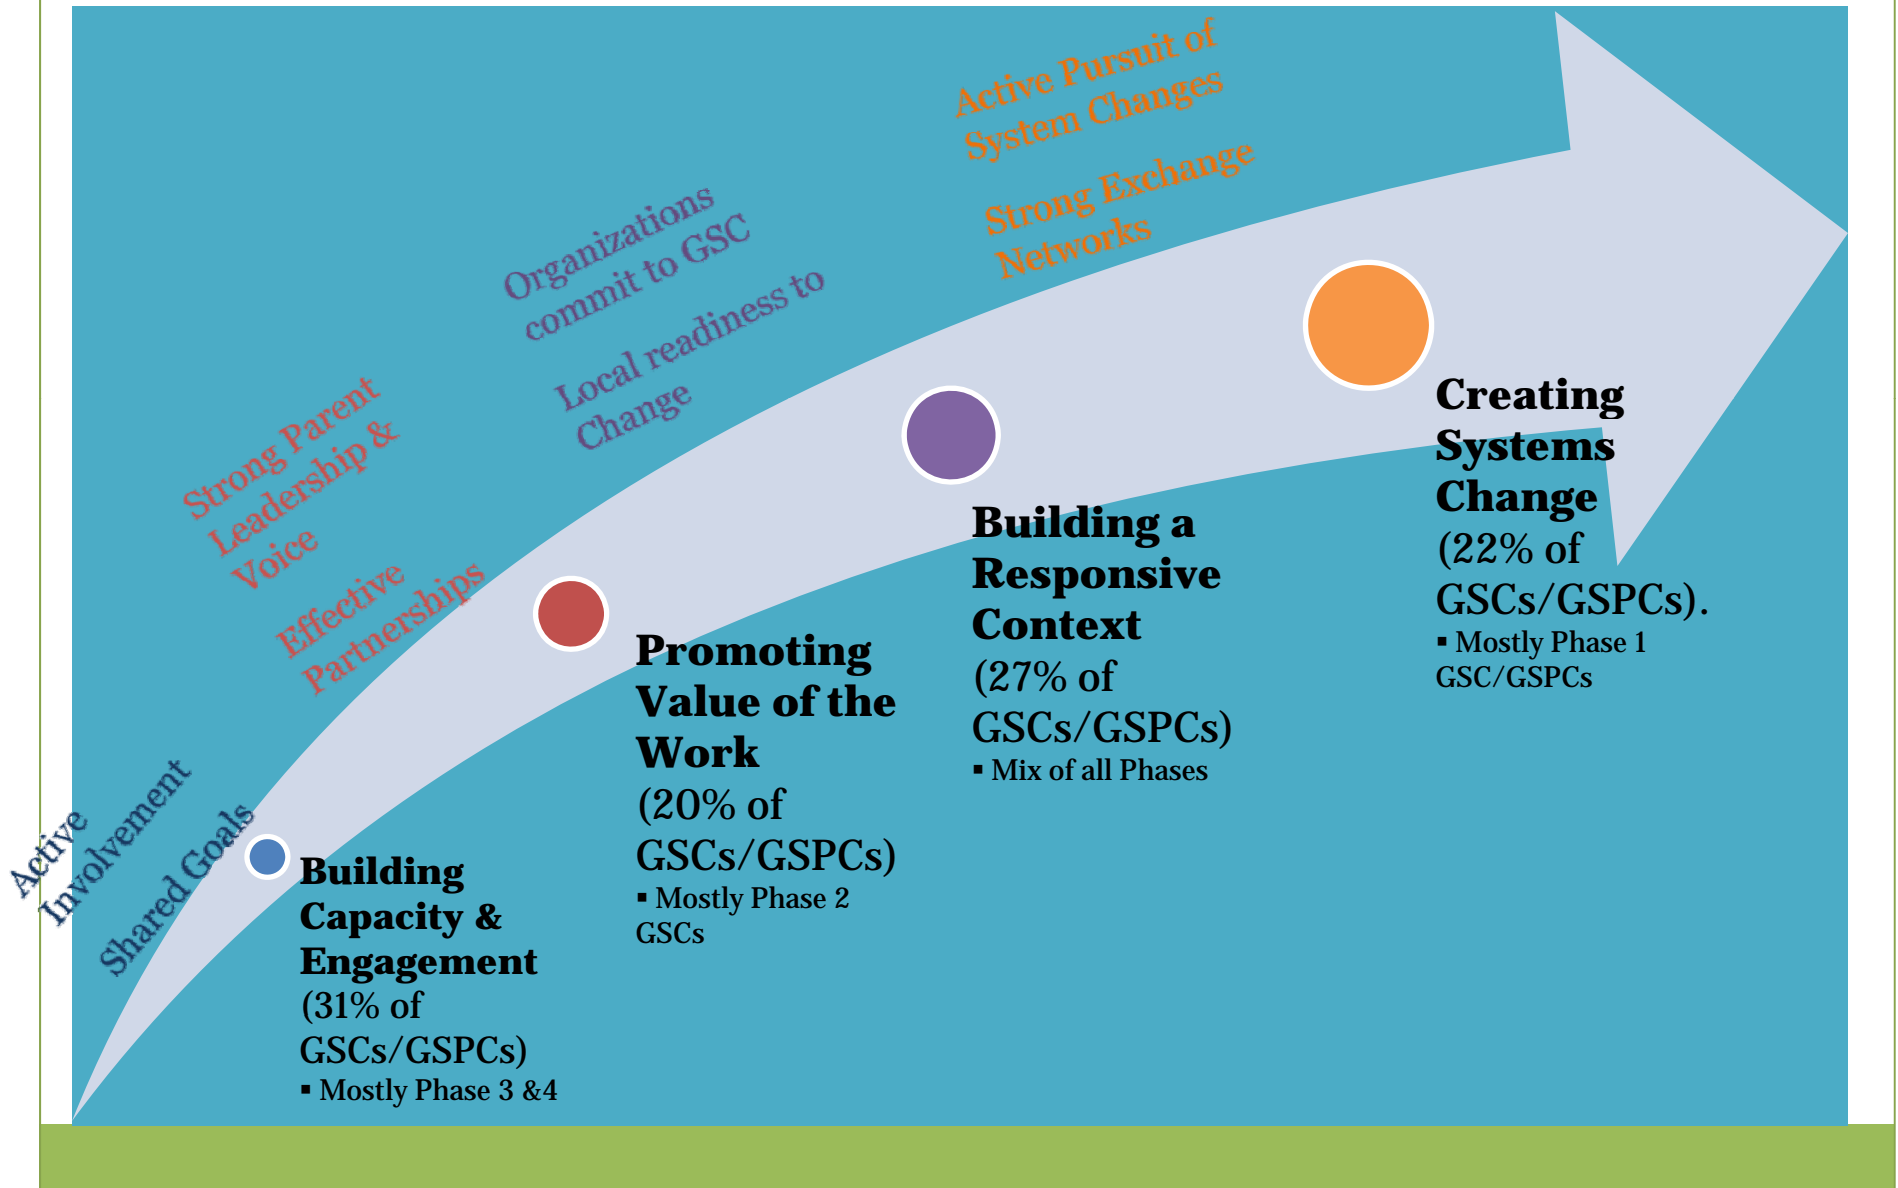 Active
Involvement
Shared Goals
Building
Capacity &
Engagement
(31% of
GSCs/GSPCs)
▪ Mostly Phase 3 &4
Strong Parent
Leadership &
Voice
Effective
Partnerships
Promoting
Value of the
Work
(20% of
GSCs/GSPCs)
▪ Mostly Phase 2
GSCs
Organizations
commit to GSC
Local readiness to
Change
Building a
Responsive
Context
(27% of
GSCs/GSPCs)
▪ Mix of all Phases
Active Pursuit of
System Changes
Strong Exchange
Networks
Creating
Systems
Change
(22% of
GSCs/GSPCs).
▪ Mostly Phase 1
GSC/GSPCs